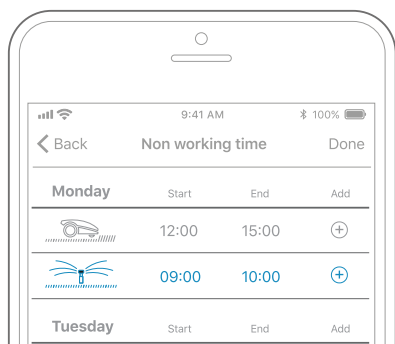 9:41 AM 100%
Back Non working time Done
Monday Start End Add
12:00 15:00
09:00 10:00
Tuesday Start End Add